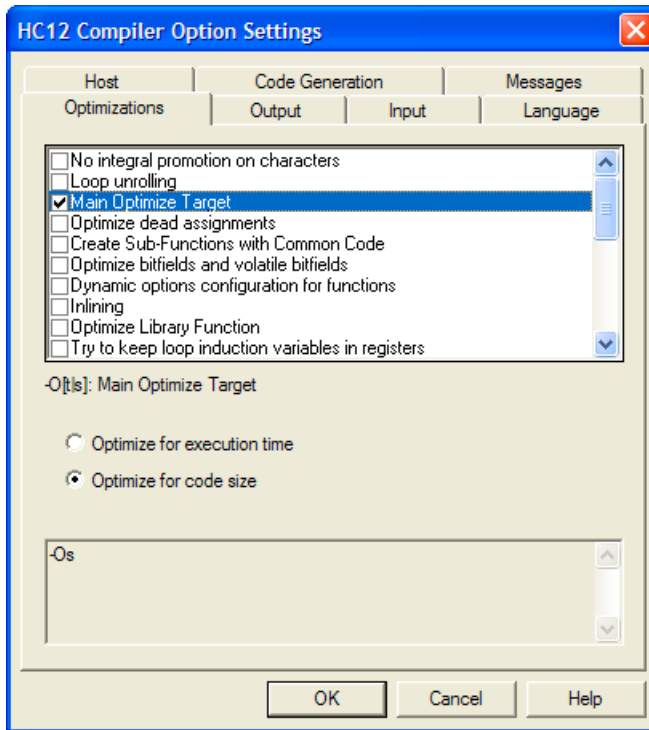 HC12 Compiler Option Settings
Host Code Generation Messages
Optimizations Output Input Language
No integral promotion on characters
Loop unrolling
Main Optimize Target
Optimize dead assignments
Create Sub-Functions with Common Code
Optimize bitfields and volatile bitfields
Dynamic options configuration for functions
Inlining
Optimize Library Function
Try to keep loop induction variables in registers
-O[t|s]: Main Optimize Target
Optimize for execution time
Optimize for code size
-Os
OK Cancel Help